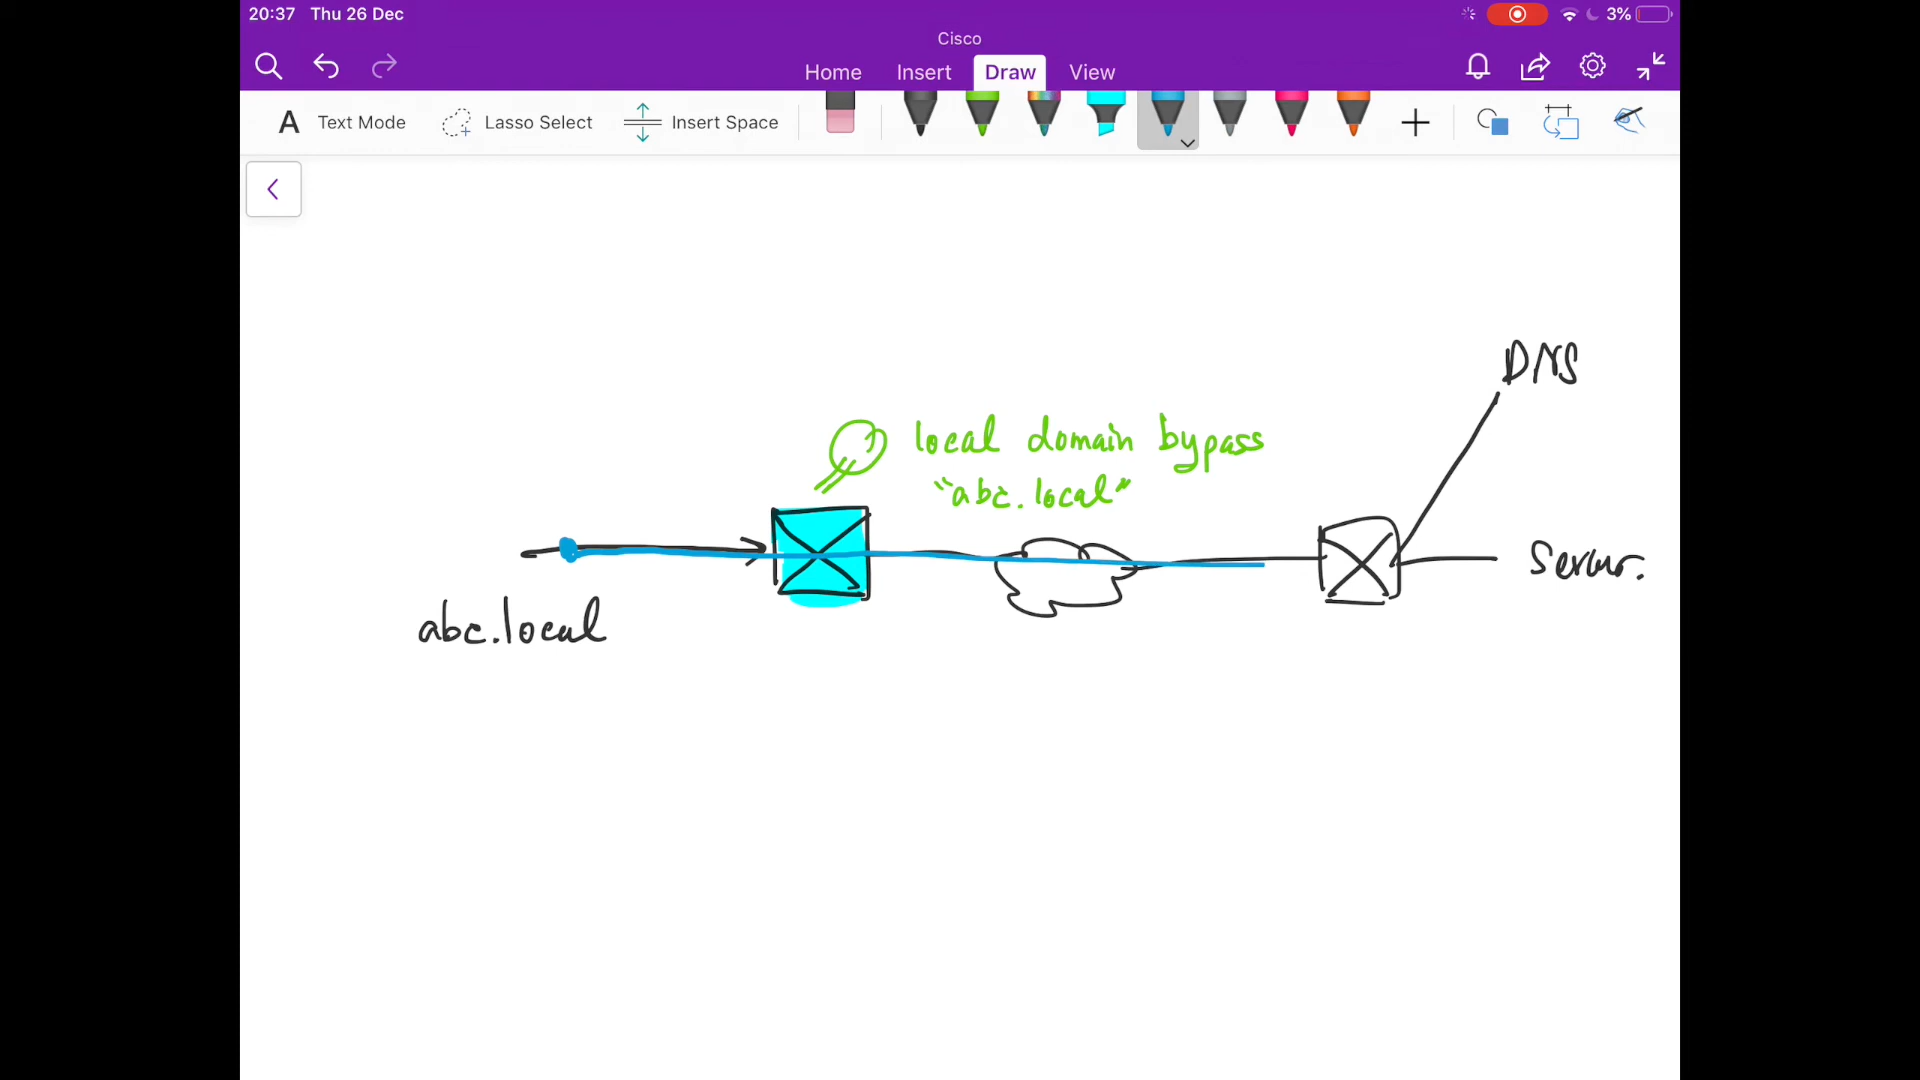 20:37 Thu 26 Dec
3%
Cisco
Home Insert Draw View
A Text Mode Lasso Select Insert Space
DNS
local domain bypass
"abc.local"
Server.
abc.local